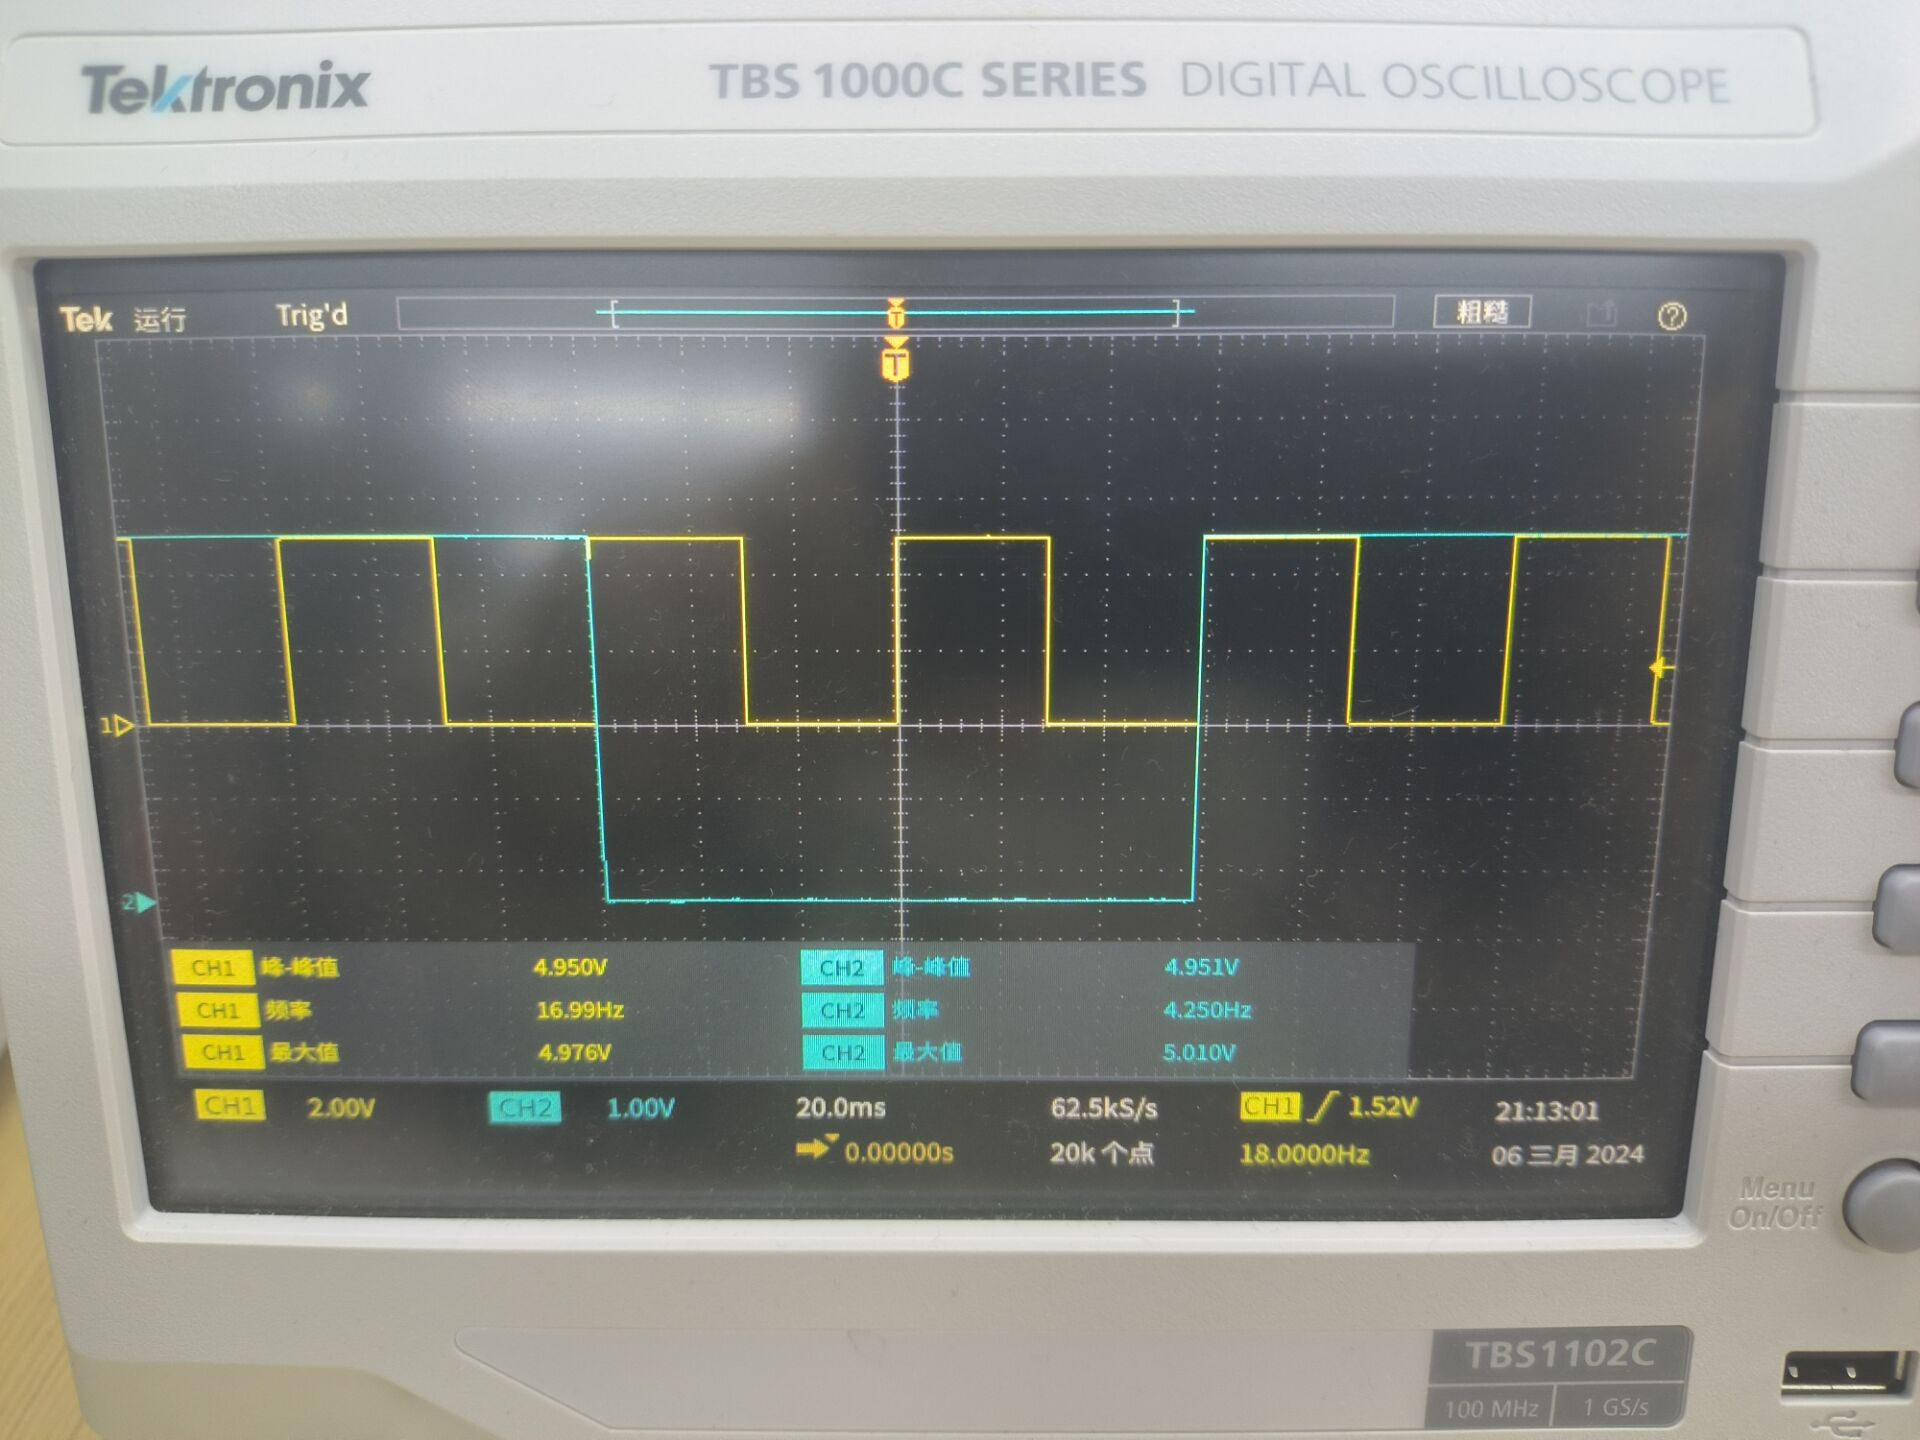 Tektronix TBS 1000C SERIES DIGITAL OSCILLOSCOPE
Tek 运行 Trig'd T 粗糙 ?
T
1
2
CH1 峰-峰值 4.950V CH2 峰-峰值 4.951V
CH1 频率 16.99Hz CH2 频率 4.250Hz
CH1 最大值 4.976V CH2 最大值 5.010V
CH1 2.00V CH2 1.00V 20.0ms 62.5kS/s CH1 1.52V 21:13:01
0.00000s 20k 个点 18.0000Hz 06 三月 2024
Menu
On/Off
TBS1102C
100 MHz 1 GS/s